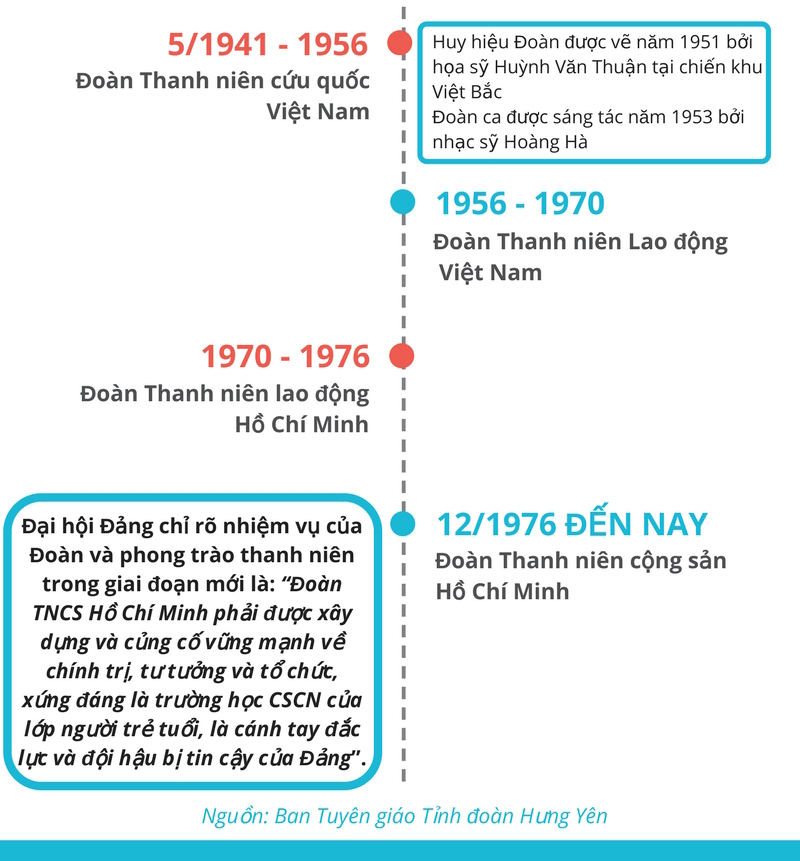 5/1941 - 1956
Đoàn Thanh niên cứu quốc
Việt Nam
Huy hiệu Đoàn được vẽ năm 1951 bởi
họa sỹ Huỳnh Văn Thuận tại chiến khu
Việt Bắc
Đoàn ca được sáng tác năm 1953 bởi
nhạc sỹ Hoàng Hà
1956 - 1970
Đoàn Thanh niên Lao động
Việt Nam
1970 - 1976
Đoàn Thanh niên lao động
Hồ Chí Minh
12/1976 ĐẾN NAY
Đoàn Thanh niên cộng sản
Hồ Chí Minh
Đại hội Đảng chỉ rõ nhiệm vụ của
Đoàn và phong trào thanh niên
trong giai đoạn mới là: “Đoàn
TNCS Hồ Chí Minh phải được xây
dựng và củng cố vững mạnh về
chính trị, tư tưởng và tổ chức,
xứng đáng là trường học CSCN của
lớp người trẻ tuổi, là cánh tay đắc
lực và đội hậu bị tin cậy của Đảng".
Nguồn: Ban Tuyên giáo Tỉnh đoàn Hưng Yên